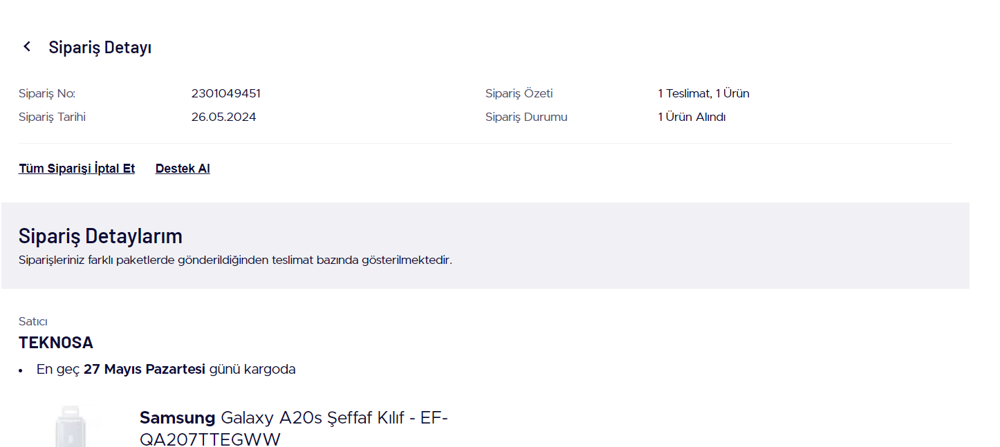 Sipariş Detayı
Sipariş No: 2301049451 Sipariş Özeti 1 Teslimat, 1 Ürün
Sipariş Tarihi 26.05.2024 Sipariş Durumu 1 Ürün Alındı
Tüm Siparişi İptal Et Destek Al
Sipariş Detaylarım
Siparişleriniz farklı paketlerde gönderildiğinden teslimat bazında gösterilmektedir.
Satıcı
TEKNOSA
• En geç 27 Mayıs Pazartesi günü kargoda
Samsung Galaxy A20s Şeffaf Kılıf - EF-
QA207TTEGWW